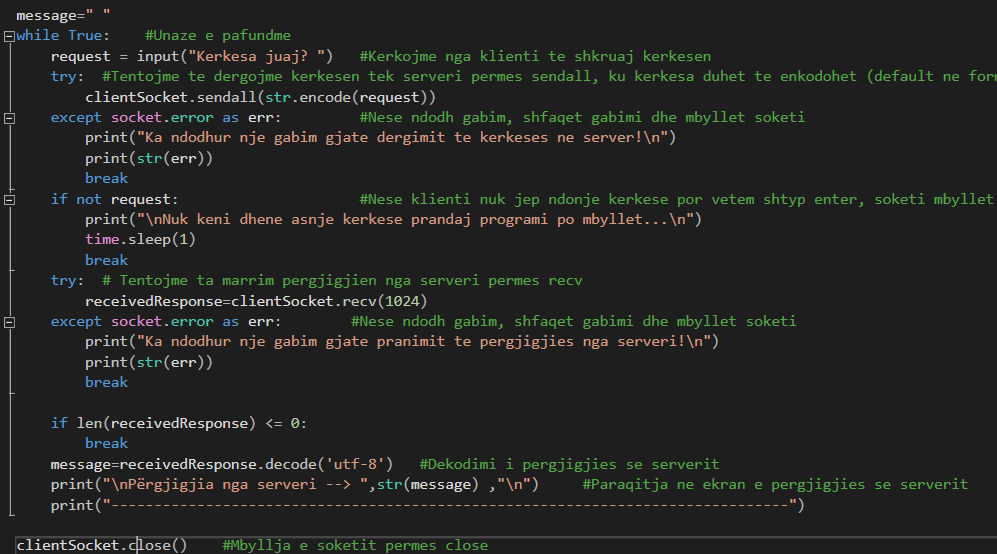 message=" "
while True:    #Unaze e pafundme
    request = input("Kerkesa juaj? ")   #Kerkojme nga klienti te shkruaj kerkesen
    try:  #Tentojme te dergojme kerkesen tek serveri permes sendall, ku kerkesa duhet te enkodohet (default ne for
        clientSocket.sendall(str.encode(request))
    except socket.error as err:         #Nese ndodh gabim, shfaqet gabimi dhe mbyllet soketi
        print("Ka ndodhur nje gabim gjate dergimit te kerkeses ne server!\n")
        print(str(err))
        break
    if not request:                     #Nese klienti nuk jep ndonje kerkese por vetem shtyp enter, soketi mbyllet
        print("\nNuk keni dhene asnje kerkese prandaj programi po mbyllet...\n")
        time.sleep(1)
        break
    try:  # Tentojme ta marrim pergjigjien nga serveri permes recv
        receivedResponse=clientSocket.recv(1024)
    except socket.error as err:        #Nese ndodh gabim, shfaqet gabimi dhe mbyllet soketi
        print("Ka ndodhur nje gabim gjate pranimit te pergjigjies nga serveri!\n")
        print(str(err))
        break
    if len(receivedResponse) <= 0:
        break
    message=receivedResponse.decode('utf-8')   #Dekodimi i pergjigjies se serverit
    print("\nPërgjigjia nga serveri --> ",str(message) ,"\n")     #Paraqitja ne ekran e pergjigjies se serverit
    print("-------------------------------------------------------------------------------")
clientSocket.close()    #Mbyllja e soketit permes close